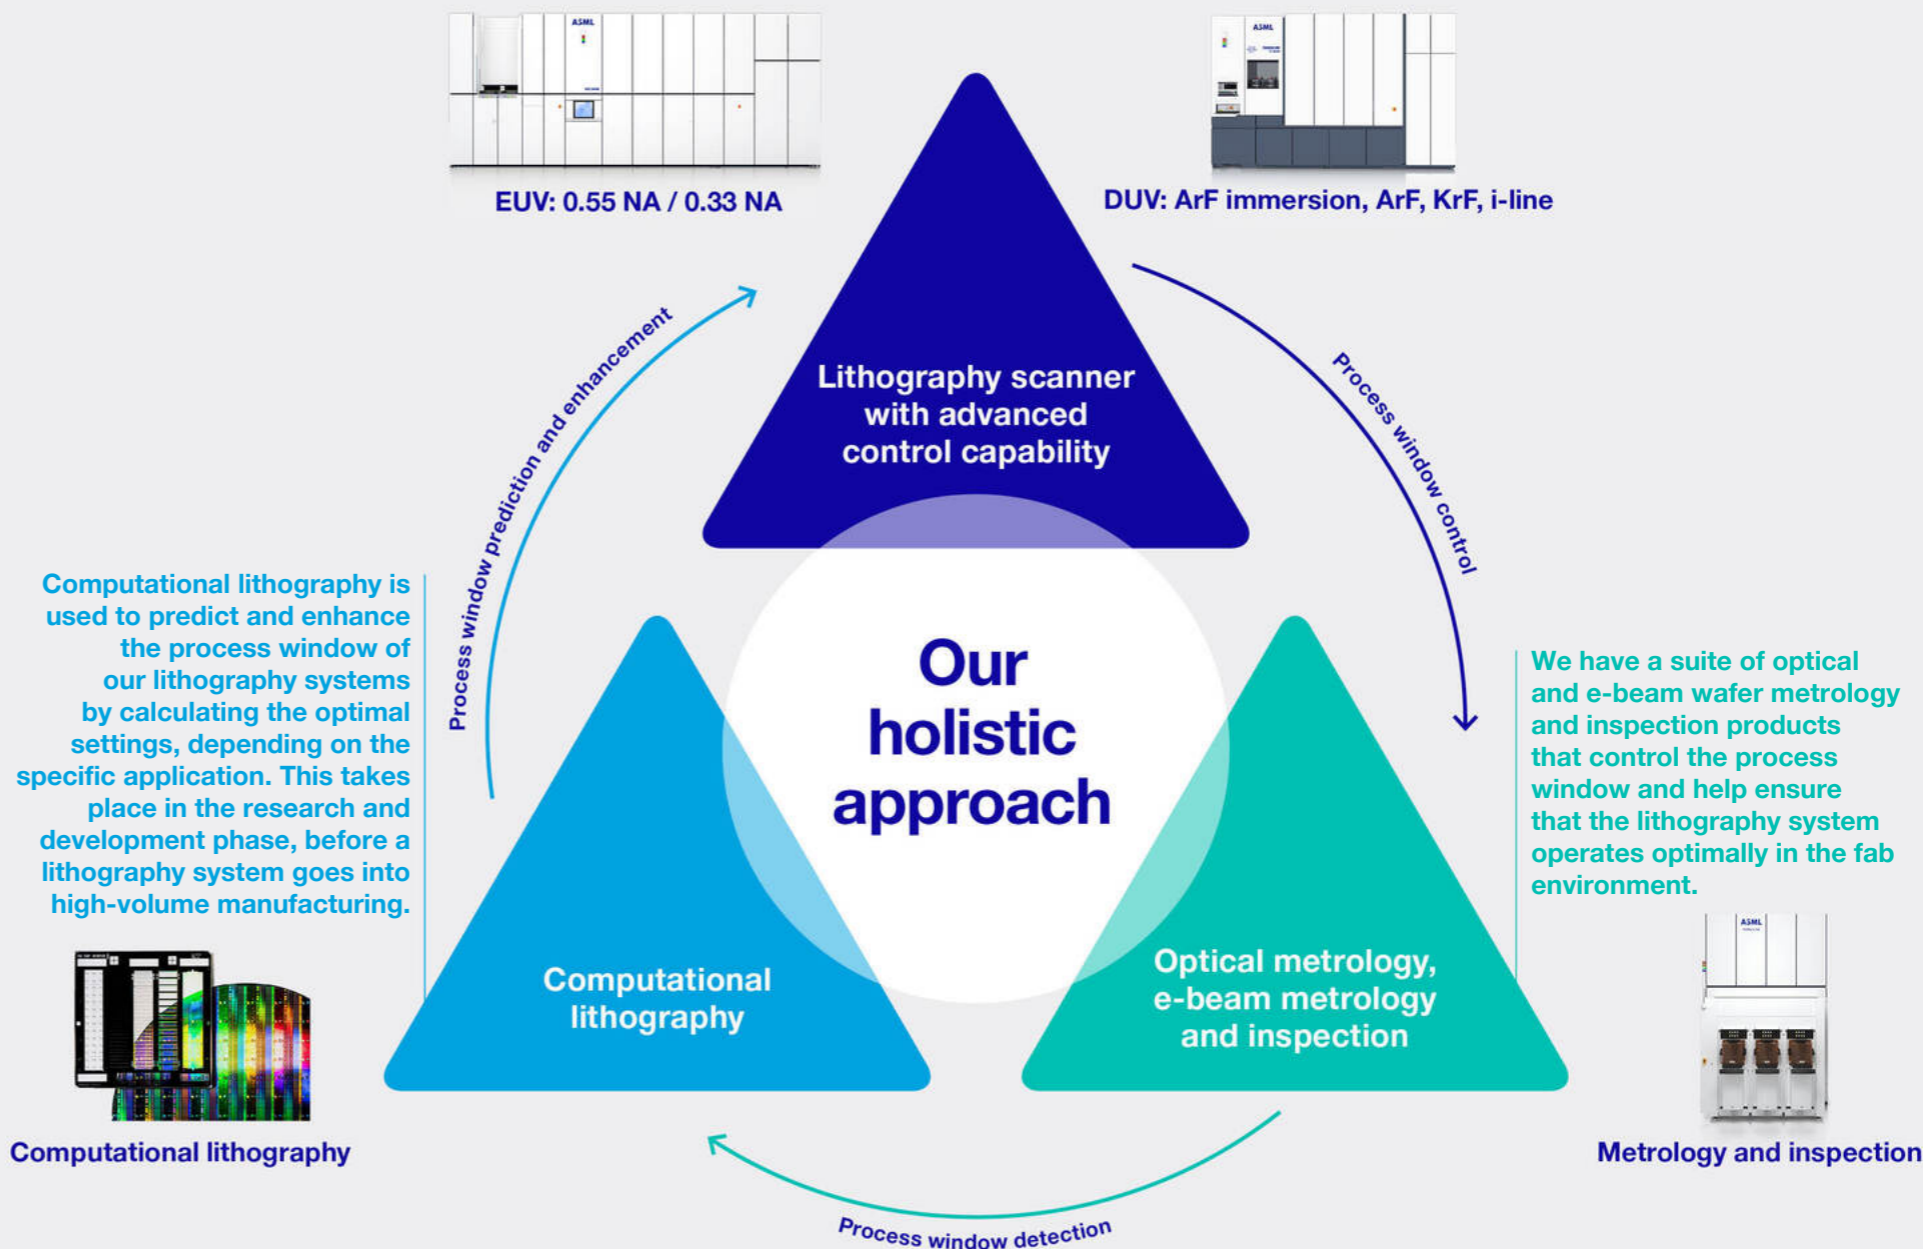 ASML
ASML
EUV: 0.55 NA / 0.33 NA
DUV: ArF immersion, ArF, KrF, i-line
Process window prediction and enhancement
Process window control
Lithography scanner
with advanced
control capability
Computational lithography is
used to predict and enhance
the process window of
our lithography systems
by calculating the optimal
settings, depending on the
specific application. This takes
place in the research and
development phase, before a
lithography system goes into
high-volume manufacturing.
Our
holistic
approach
We have a suite of optical
and e-beam wafer metrology
and inspection products
that control the process
window and help ensure
that the lithography system
operates optimally in the fab
environment.
ASML
Computational
lithography
Optical metrology,
e-beam metrology
and inspection
Computational lithography
Metrology and inspection
Process window detection